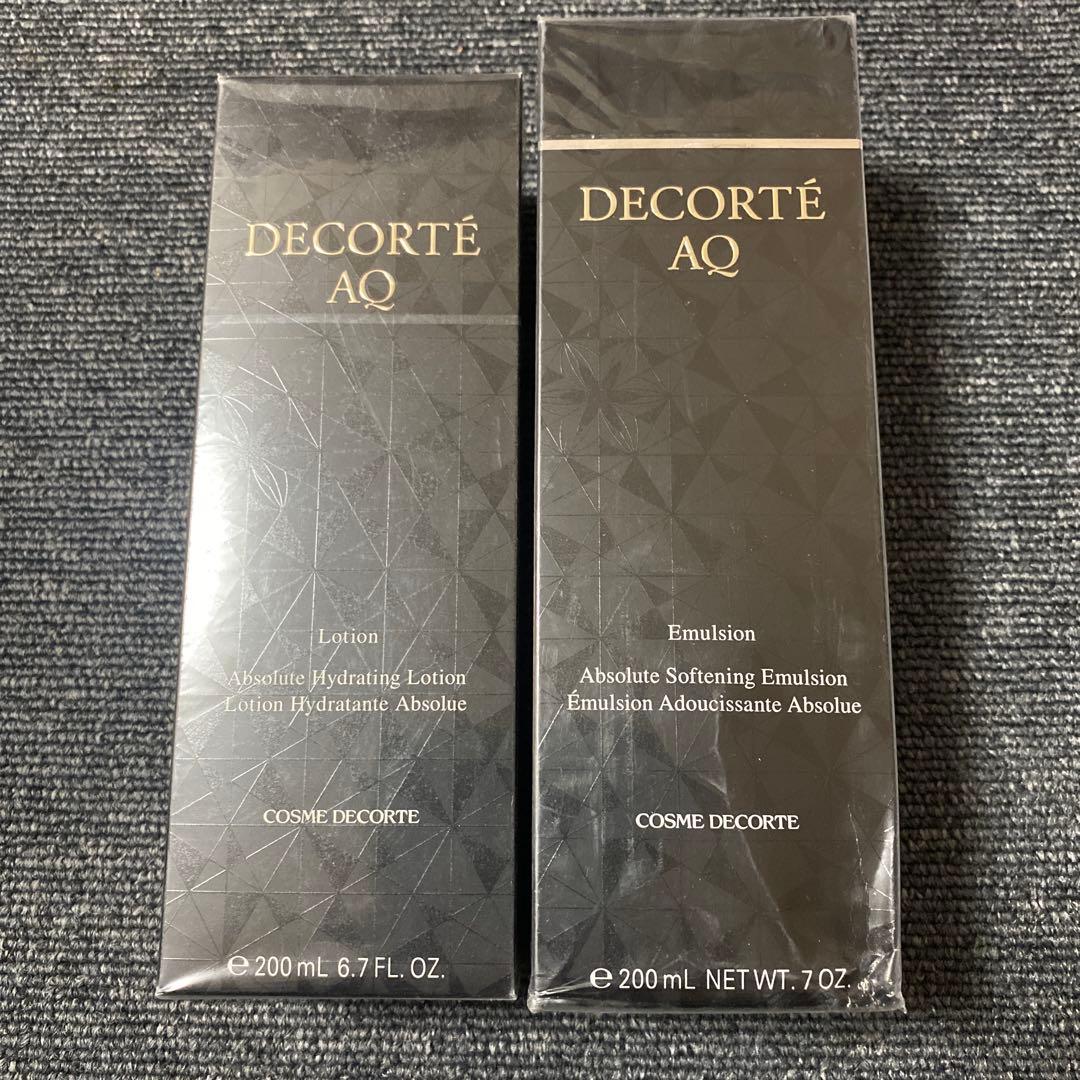 DECORTÉ
AQ
Lotion
Absolute Hydrating Lotion
Lotion Hydratante Absolue
COSME DECORTE
℮ 200 mL 6.7 FL. OZ.
DECORTÉ
AQ
Emulsion
Absolute Softening Emulsion
Émulsion Adoucissante Absolue
COSME DECORTE
℮ 200 mL NET WT. 7 OZ.